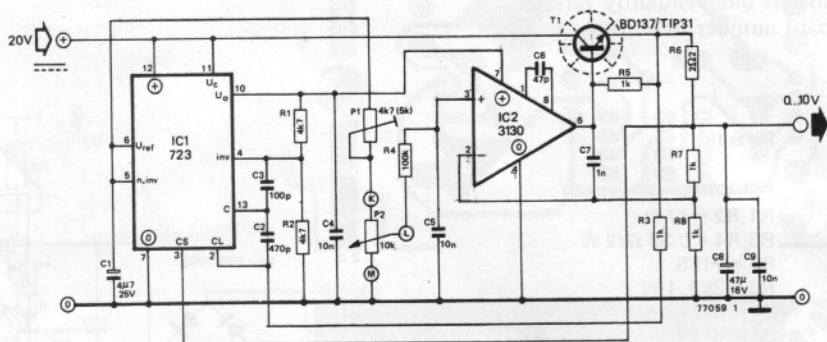 BD137/TIP31
T1
20V
R6
2Ω2
C6
47p
R5
1k
0...10V
12
11
Uc
Uo
10
IC1
723
6
Uref
5
n.inv
inv
4
C
13
CS
CL
7
3
2
C1
4µ7
25V
R1
4k7
P1
4k7 (5k)
R4
100k
C3
100p
C2
470p
R2
4k7
C4
10n
K
P2
10k
L
M
C5
10n
7
1
8
3
IC2
3130
6
2
4
C7
1n
R7
1k
R3
1k
R8
1k
C8
47µ
16V
C9
10n
77059 1
0
0